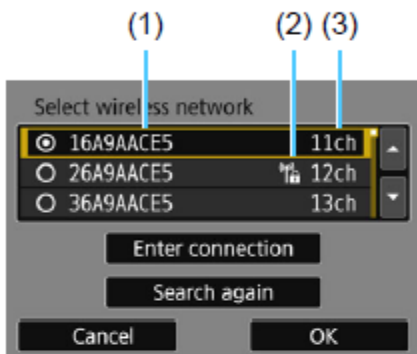 (1) (2) (3)
Select wireless network
16A9AACE5 11ch
26A9AACE5 12ch
36A9AACE5 13ch
Enter connection
Search again
Cancel OK